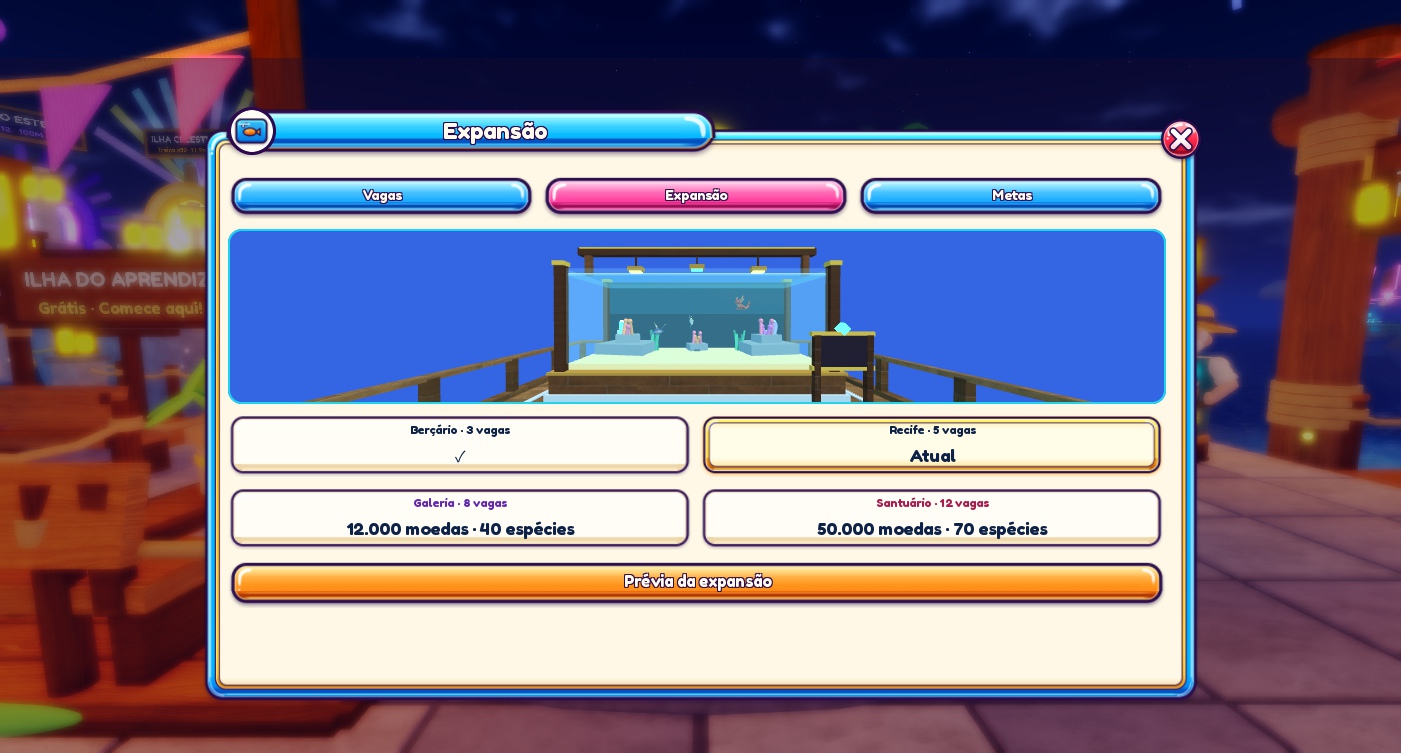 Expansão
Vagas
Expansão
Metas
ILHA DO APRENDIZ
Grátis · Comece aqui!
Berçário · 3 vagas
✓
Recife · 5 vagas
Atual
Galeria · 8 vagas
12.000 moedas · 40 espécies
Santuário · 12 vagas
50.000 moedas · 70 espécies
Prévia da expansão